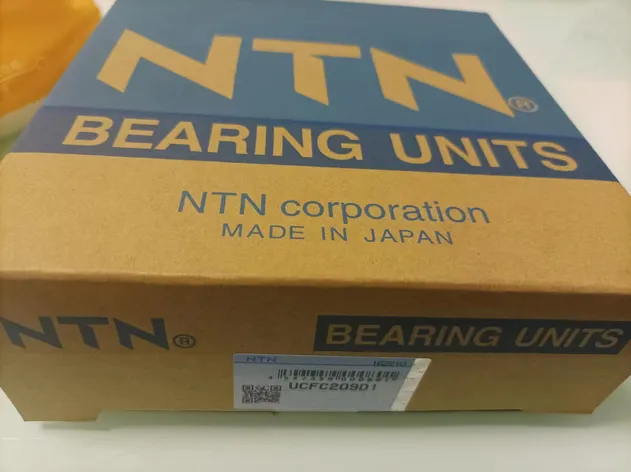 NTN®
BEARING UNITS
NTN corporation
MADE IN JAPAN
NTN®
BEARING UNITS
NTN
UCFC209D1